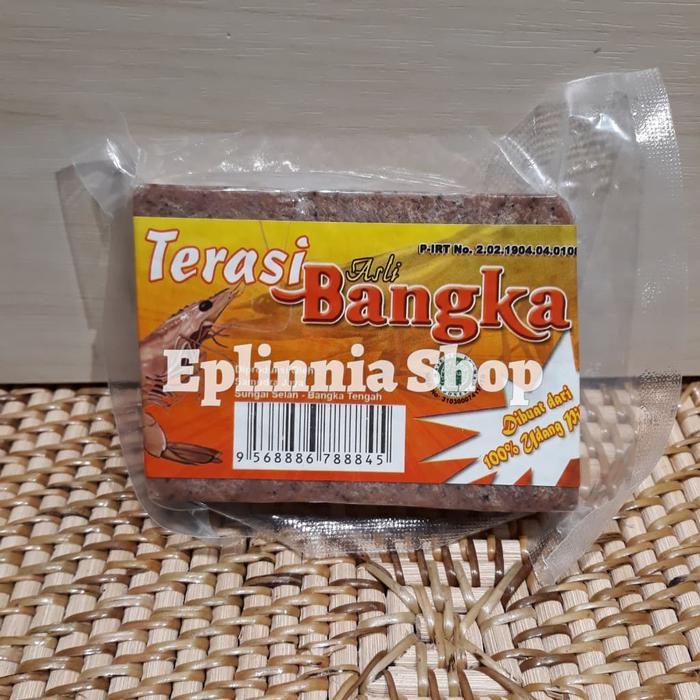 Terasi
P-IRT No. 2.02.1904.04.010
Asli
Bangka
Eplinnia Shop
Sungai Selan - Bangka Tengah
9 568886 788845
Dibuat dari
100% Udang